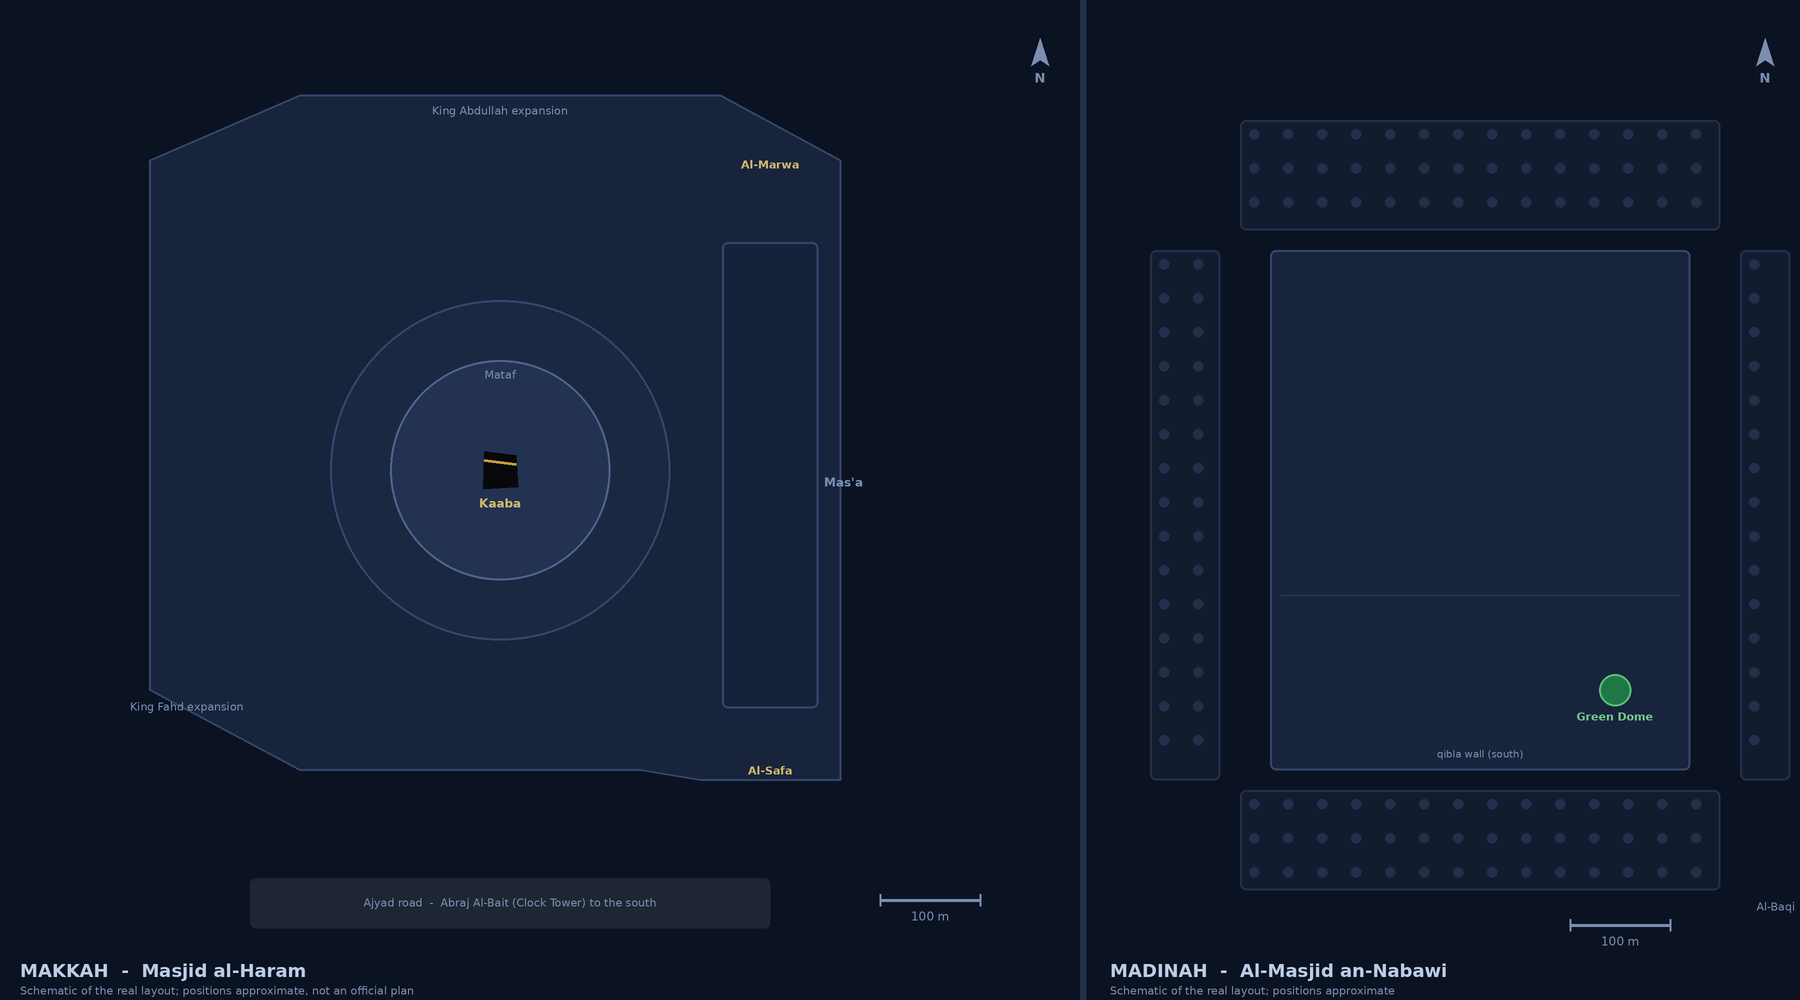 N
King Abdullah expansion
Al-Marwa
Mataf
Kaaba
Mas'a
King Fahd expansion
Al-Safa
Ajyad road - Abraj Al-Bait (Clock Tower) to the south
100 m
MAKKAH - Masjid al-Haram
Schematic of the real layout; positions approximate, not an official plan
N
Green Dome
qibla wall (south)
Al-Baqi
100 m
MADINAH - Al-Masjid an-Nabawi
Schematic of the real layout; positions approximate